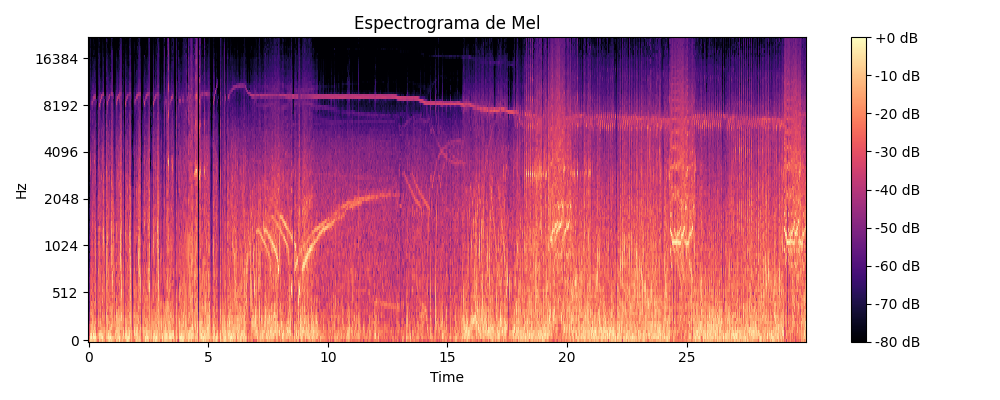 Espectrograma de Mel
Hz
16384
8192
4096
2048
1024
512
0
0
5
10
15
20
25
Time
+0 dB
-10 dB
-20 dB
-30 dB
-40 dB
-50 dB
-60 dB
-70 dB
-80 dB